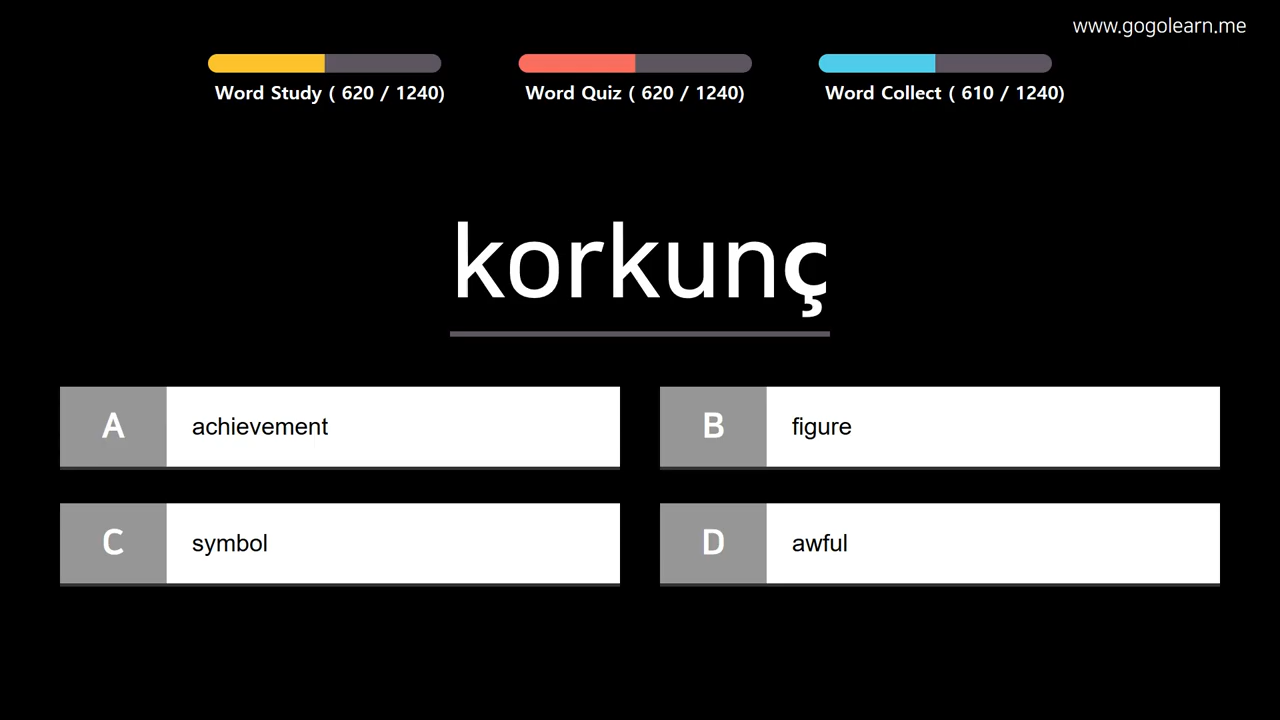 www.gogolearn.me
Word Study ( 620 / 1240)
Word Quiz ( 620 / 1240)
Word Collect ( 610 / 1240)
korkunç
A achievement
B figure
C symbol
D awful